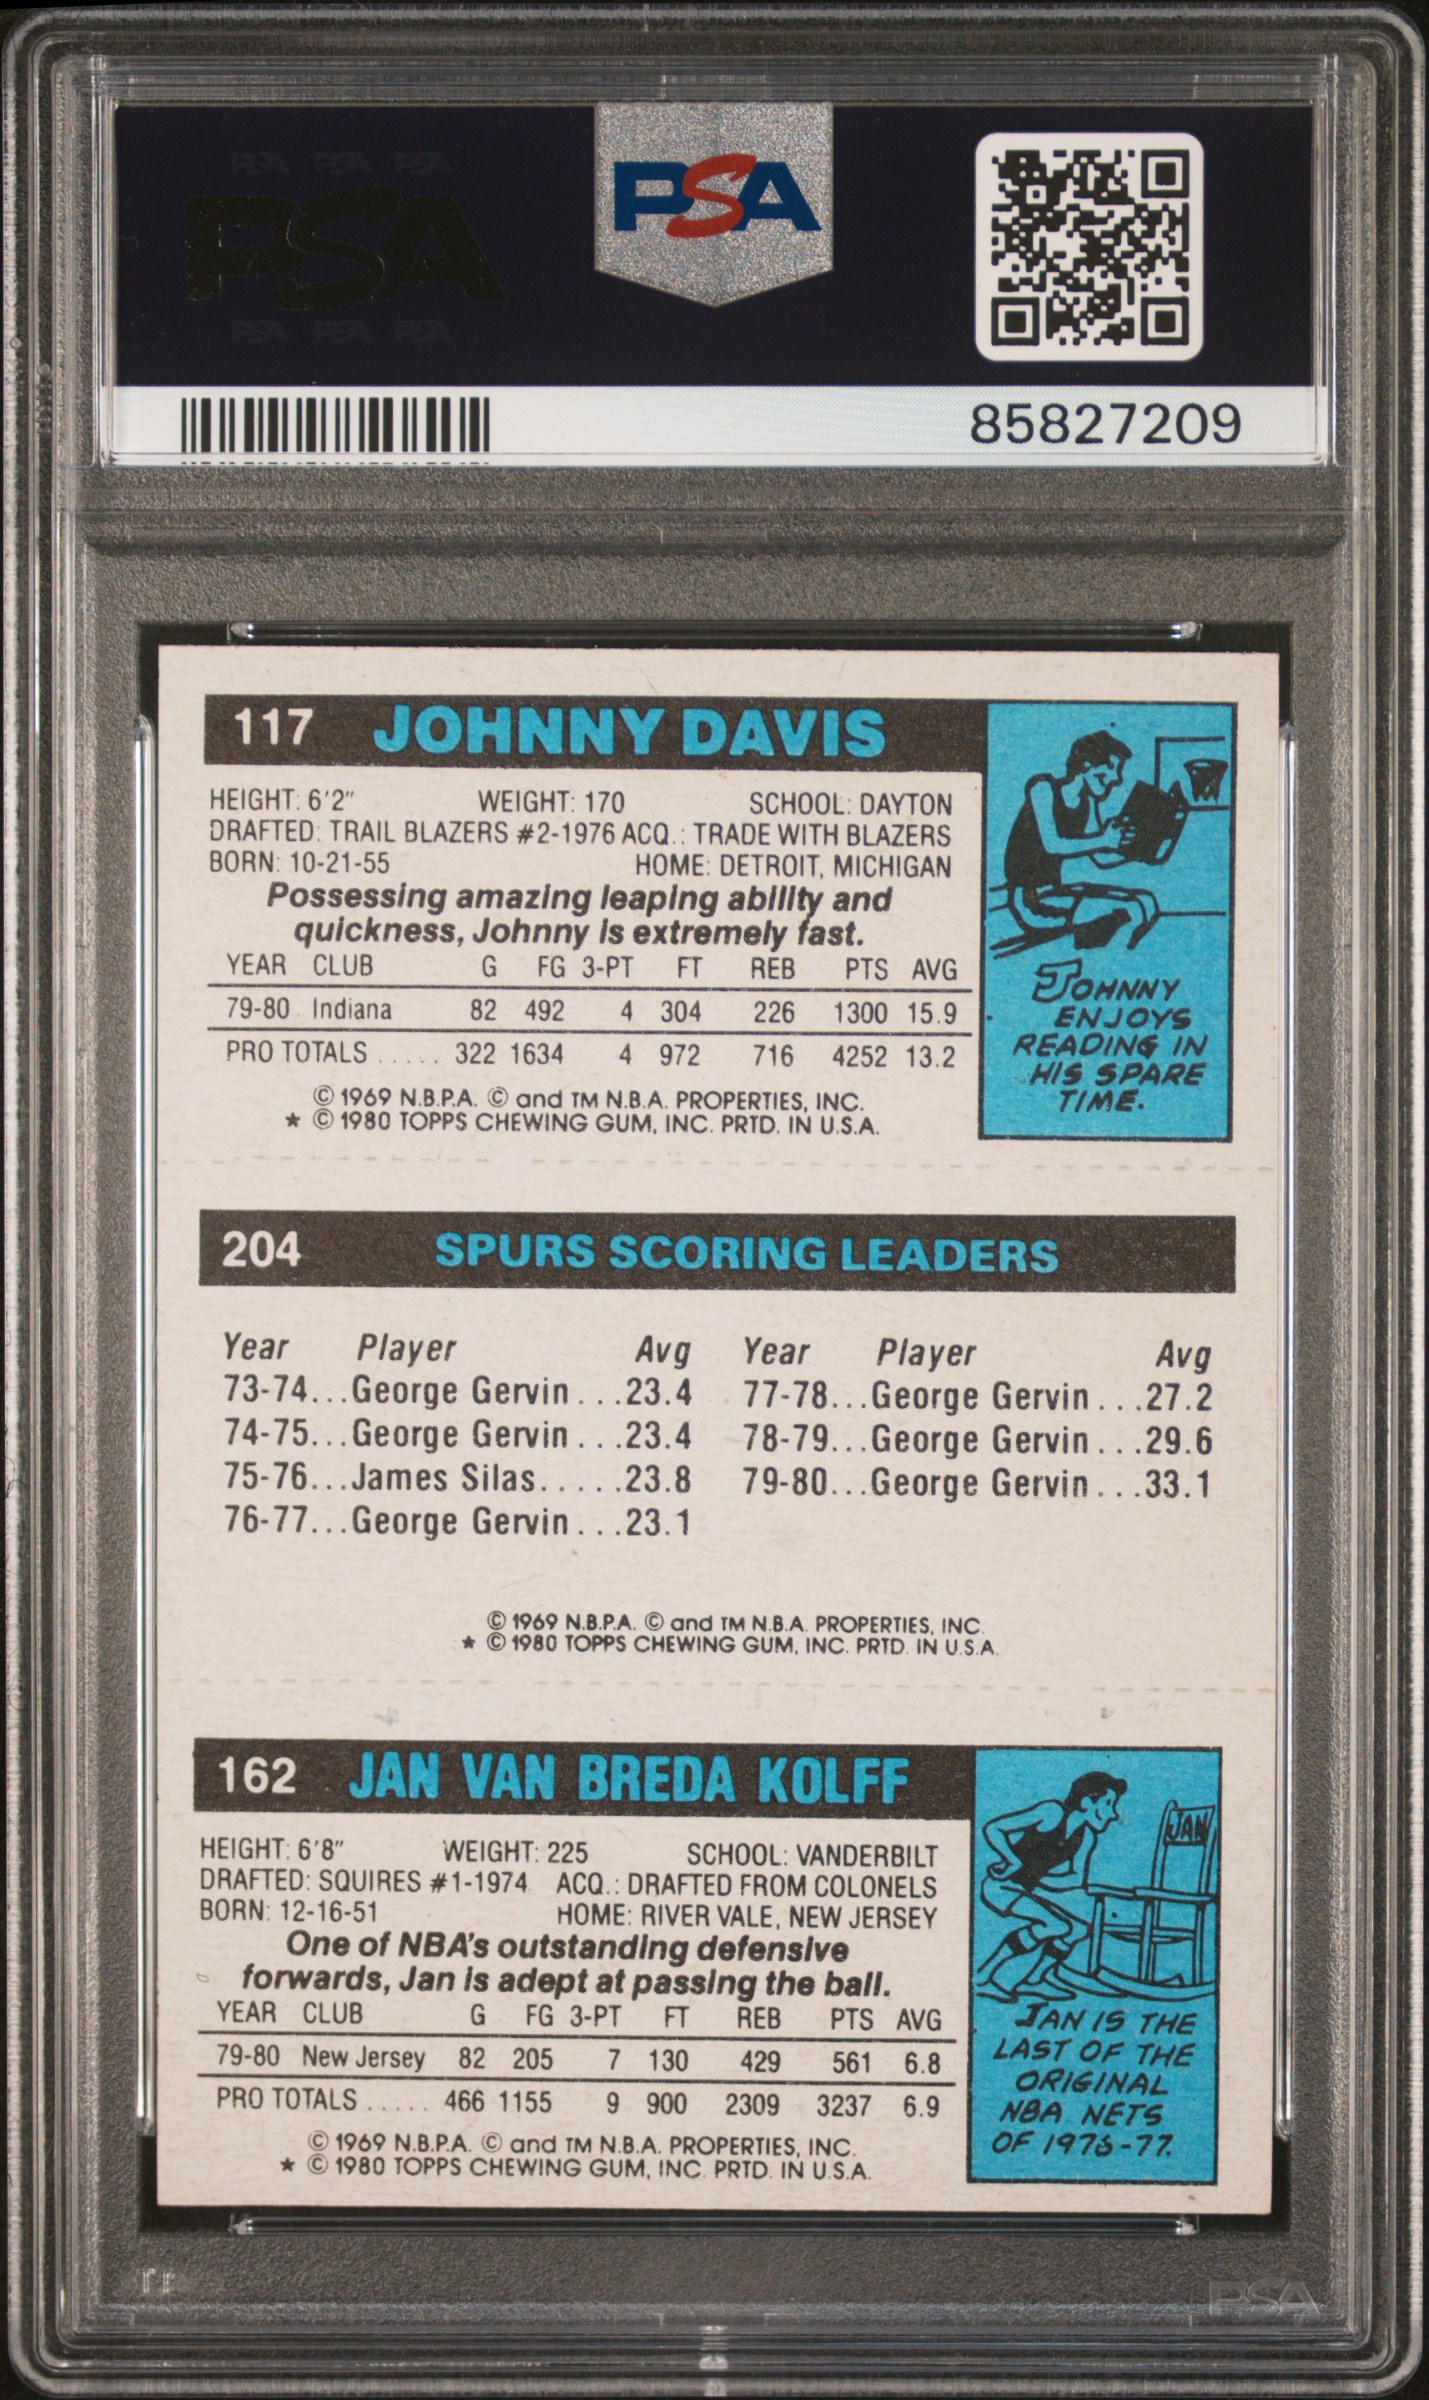 PSA PSA PSA
PSA
PSA PSA PSA
PSA
85827209
117 JOHNNY DAVIS
HEIGHT: 6'2" WEIGHT: 170 SCHOOL: DAYTON
DRAFTED: TRAIL BLAZERS #2-1976 ACQ.: TRADE WITH BLAZERS
BORN: 10-21-55 HOME: DETROIT, MICHIGAN
Possessing amazing leaping ability and
quickness, Johnny is extremely fast.
YEAR CLUB G FG 3-PT FT REB PTS AVG
79-80 Indiana 82 492 4 304 226 1300 15.9
PRO TOTALS ..... 322 1634 4 972 716 4252 13.2
© 1969 N.B.P.A. © and TM N.B.A. PROPERTIES, INC.
* © 1980 TOPPS CHEWING GUM, INC. PRTD. IN U.S.A.
JOHNNY
ENJOYS
READING IN
HIS SPARE
TIME.
204 SPURS SCORING LEADERS
Year Player Avg Year Player Avg
73-74...George Gervin...23.4 77-78...George Gervin...27.2
74-75...George Gervin...23.4 78-79...George Gervin...29.6
75-76...James Silas.....23.8 79-80...George Gervin...33.1
76-77...George Gervin...23.1
© 1969 N.B.P.A. © and TM N.B.A. PROPERTIES, INC.
* © 1980 TOPPS CHEWING GUM, INC. PRTD. IN U.S.A.
162 JAN VAN BREDA KOLFF
HEIGHT: 6'8" WEIGHT: 225 SCHOOL: VANDERBILT
DRAFTED: SQUIRES #1-1974 ACQ.: DRAFTED FROM COLONELS
BORN: 12-16-51 HOME: RIVER VALE, NEW JERSEY
One of NBA's outstanding defensive
forwards, Jan is adept at passing the ball.
YEAR CLUB G FG 3-PT FT REB PTS AVG
79-80 New Jersey 82 205 7 130 429 561 6.8
PRO TOTALS ..... 466 1155 9 900 2309 3237 6.9
© 1969 N.B.P.A. © and TM N.B.A. PROPERTIES, INC.
* © 1980 TOPPS CHEWING GUM, INC. PRTD. IN U.S.A.
JAN
JAN IS THE
LAST OF THE
ORIGINAL
NBA NETS
OF 1976-77.
PSA